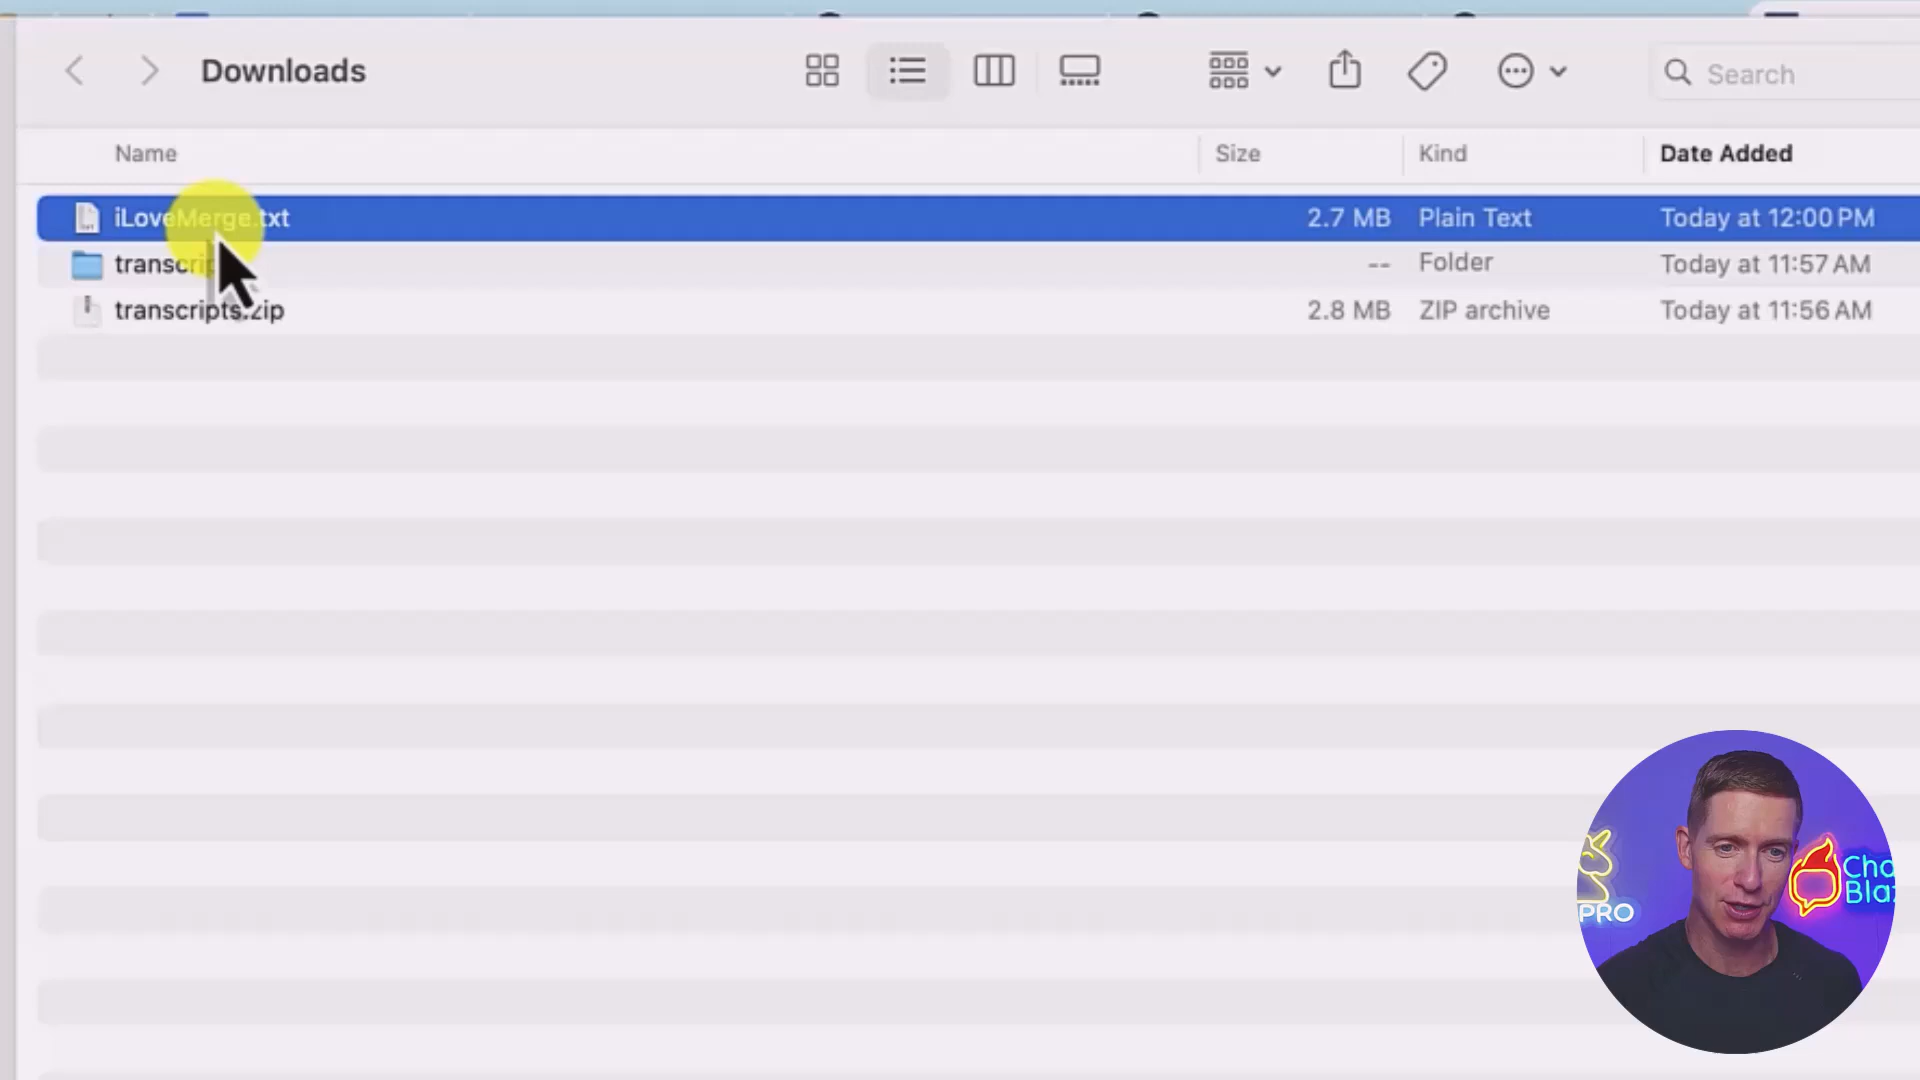 Downloads
Search
Name Size Kind Date Added
iLoveMerge.txt 2.7 MB Plain Text Today at 12:00 PM
-- Folder Today at 11:57 AM
transcripts.zip 2.8 MB ZIP archive Today at 11:56 AM
PRO